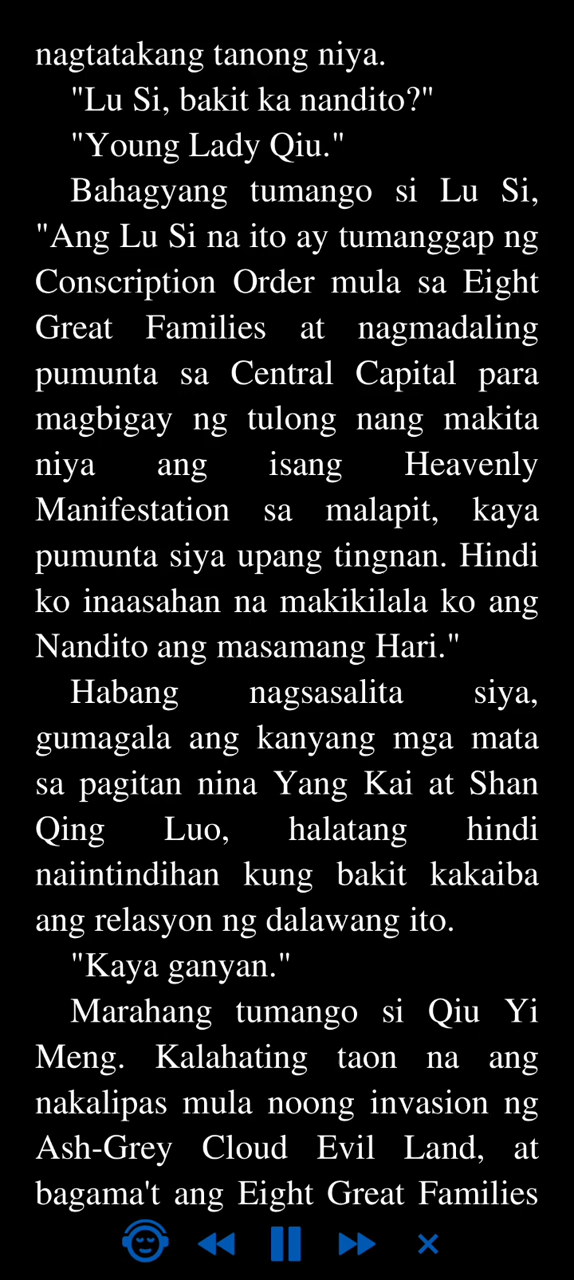 nagtatakang tanong niya.
"Lu Si, bakit ka nandito?"
"Young Lady Qiu."
Bahagyang tumango si Lu Si,
"Ang Lu Si na ito ay tumanggap ng
Conscription Order mula sa Eight
Great Families at nagmadaling
pumunta sa Central Capital para
magbigay ng tulong nang makita
niya ang isang Heavenly
Manifestation sa malapit, kaya
pumunta siya upang tingnan. Hindi
ko inaasahan na makikilala ko ang
Nandito ang masamang Hari."
Habang nagsasalita siya,
gumagala ang kanyang mga mata
sa pagitan nina Yang Kai at Shan
Qing Luo, halatang hindi
naiintindihan kung bakit kakaiba
ang relasyon ng dalawang ito.
"Kaya ganyan."
Marahang tumango si Qiu Yi
Meng. Kalahating taon na ang
nakalipas mula noong invasion ng
Ash-Grey Cloud Evil Land, at
bagama't ang Eight Great Families